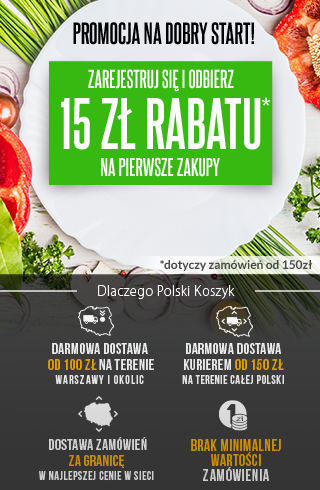 PROMOCJA NA DOBRY START!
ZAREJESTRUJ SIĘ I ODBIERZ
15 ZŁ RABATU*
NA PIERWSZE ZAKUPY
*dotyczy zamówień od 150zł
Dlaczego Polski Koszyk
DARMOWA DOSTAWA
OD 100 ZŁ NA TERENIE
WARSZAWY I OKOLIC
DARMOWA DOSTAWA
KURIEREM OD 150 ZŁ
NA TERENIE CAŁEJ POLSKI
DOSTAWA ZAMÓWIEŃ
ZA GRANICĘ
W NAJLEPSZEJ CENIE W SIECI
1
BRAK MINIMALNEJ
WARTOŚCI
ZAMÓWIENIA